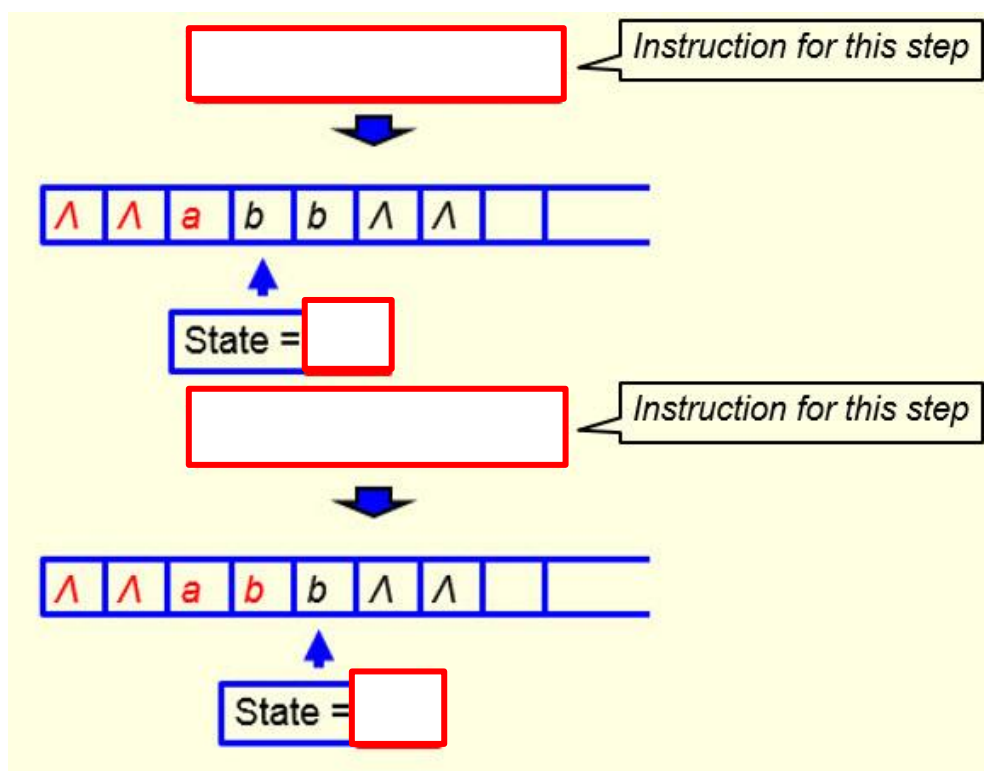 Instruction for this step
Λ Λ a b b Λ Λ
State =
Instruction for this step
Λ Λ a b b Λ Λ
State =